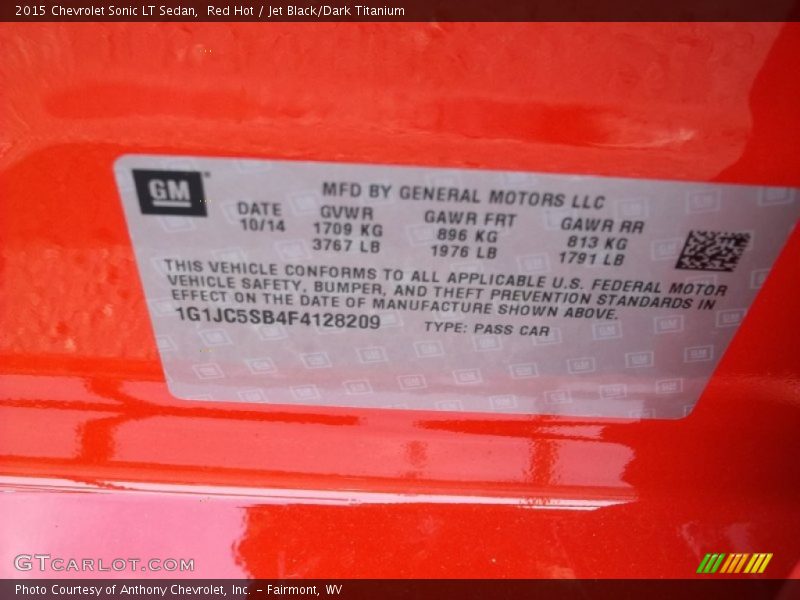 2015 Chevrolet Sonic LT Sedan,  Red Hot / Jet Black/Dark Titanium
GM®
MFD BY GENERAL MOTORS LLC
DATE GVWR GAWR FRT GAWR RR
10/14 1709 KG 896 KG 813 KG
3767 LB 1976 LB 1791 LB
THIS VEHICLE CONFORMS TO ALL APPLICABLE U.S. FEDERAL MOTOR
VEHICLE SAFETY, BUMPER, AND THEFT PREVENTION STANDARDS IN
EFFECT ON THE DATE OF MANUFACTURE SHOWN ABOVE.
1G1JC5SB4F4128209 TYPE: PASS CAR
GTCARLOT.COM
Photo Courtesy of Anthony Chevrolet, Inc. - Fairmont, WV